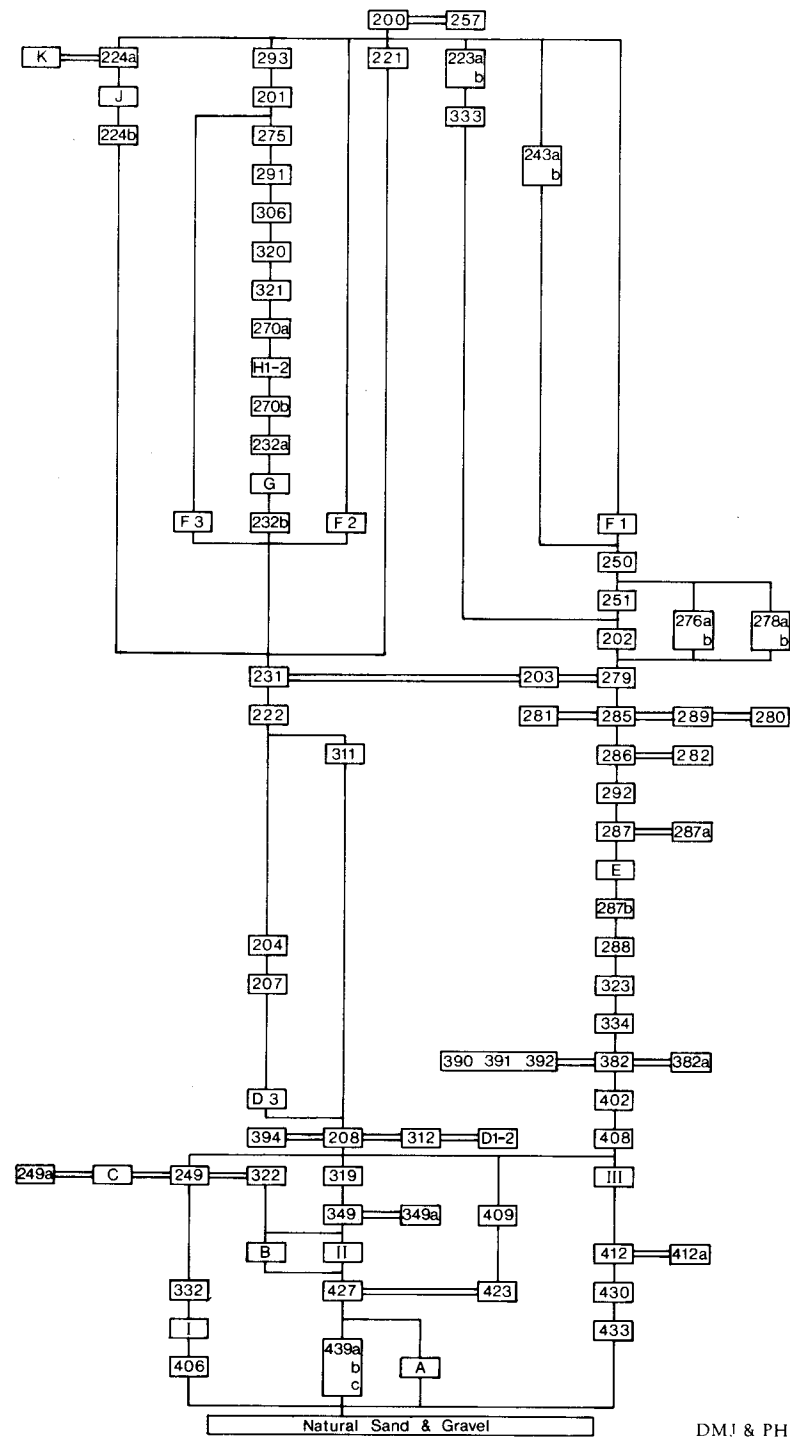 200 257
K 224a 293 221 223a
b
J 201 333
224b 275 243a
b
291
306
320
321
270a
H1-2
270b
232a
G
F 3 232b F 2 F 1
250
251 276a 278a
b b
202
231 203 279
222 281 285 289 280
311 286 282
292
287 287a
E
287b
204 288
207 323
334
390 391 392 382 382a
D 3 402
394 208 312 D1-2 408
249a C 249 322 319 III
349 349a 409
B II 412 412a
332 427 423 430
I 433
406 439a A
b
c
Natural Sand & Gravel
DMJ & PH